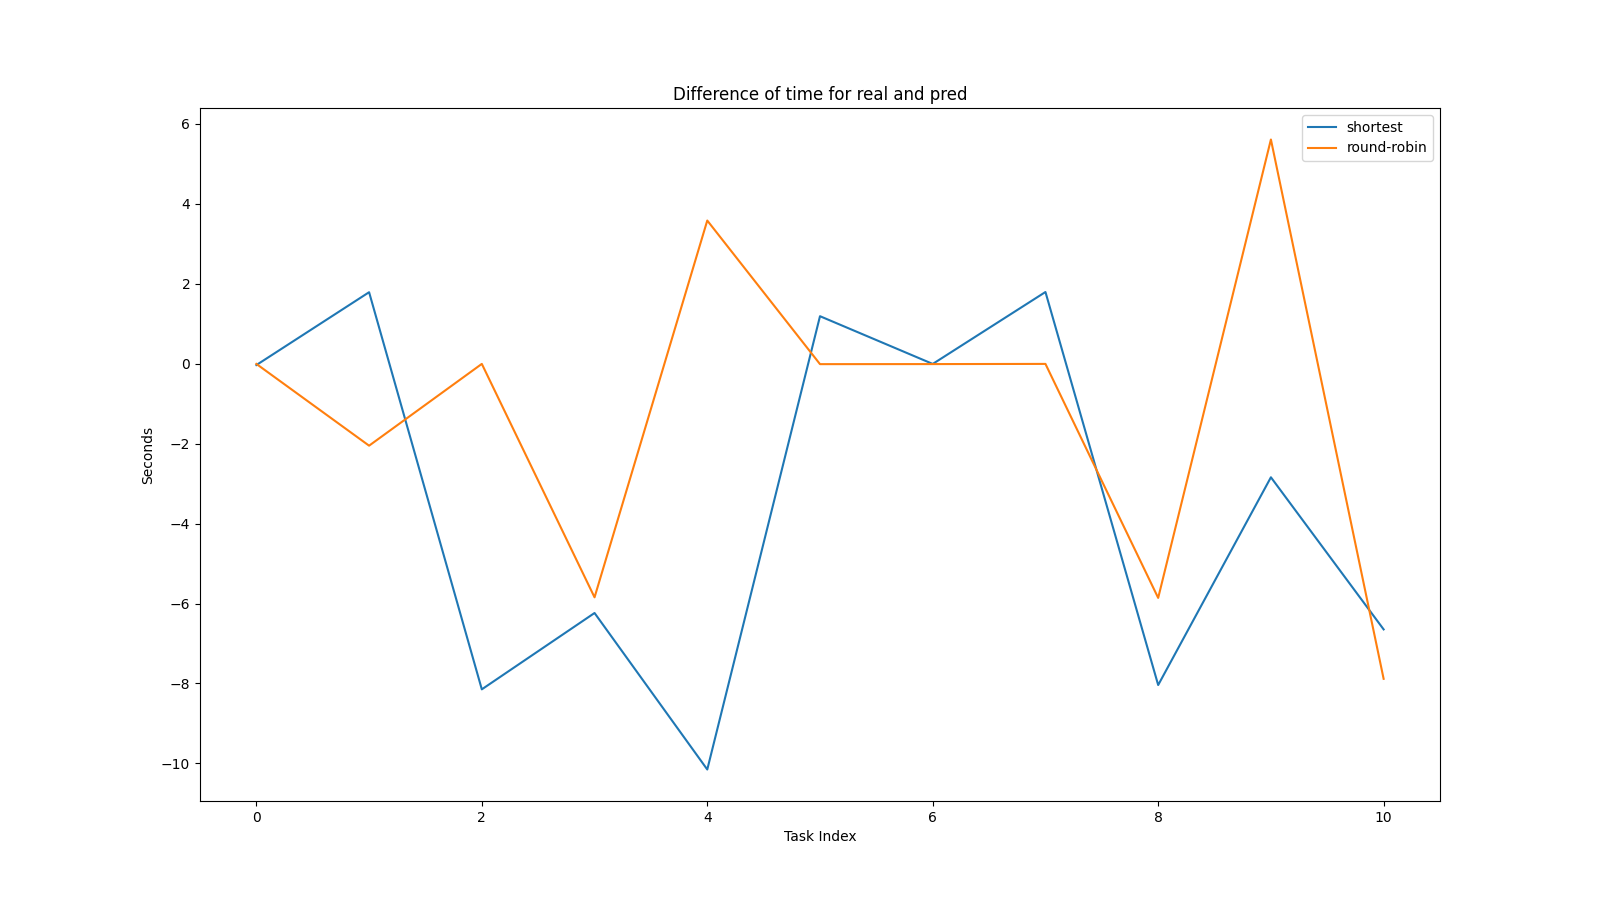 Difference of time for real and pred
shortest
round-robin
6
4
2
0
−2
−4
−6
−8
−10
Seconds
0 2 4 6 8 10
Task Index